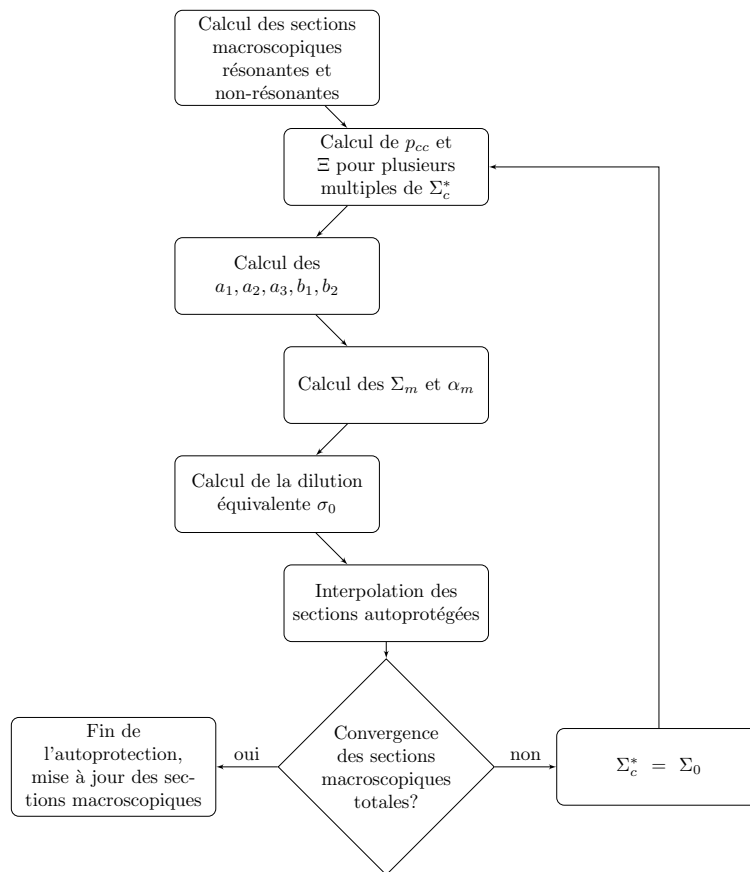 Calcul des sections
macroscopiques
résonantes et
non-résonantes
Calcul de $p_{cc}$ et
Ξ pour plusieurs
multiples de $\Sigma_c^*$
Calcul des
$a_1, a_2, a_3, b_1, b_2$
Calcul des $\Sigma_m$ et $\alpha_m$
Calcul de la dilution
équivalente $\sigma_0$
Interpolation des
sections autoprotégées
Convergence
des sections
macroscopiques
totales?
oui
Fin de
l'autoprotection,
mise à jour des sec-
tions macroscopiques
non
$\Sigma_c^* = \Sigma_0$